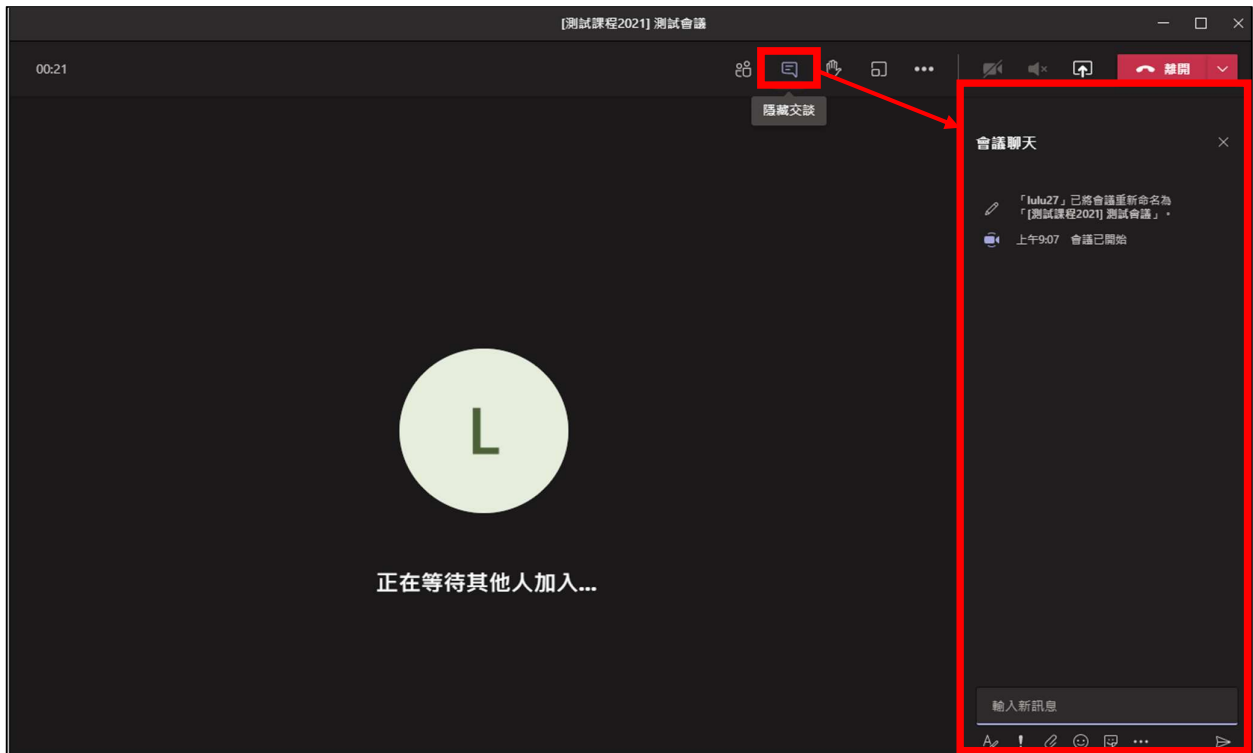 [測試課程2021] 測試會議
00:21
離開
隱藏交談
會議聊天
「lulu27」已將會議重新命名為
「[測試課程2021] 測試會議」。
上午9:07 會議已開始
L
正在等待其他人加入...
輸入新訊息